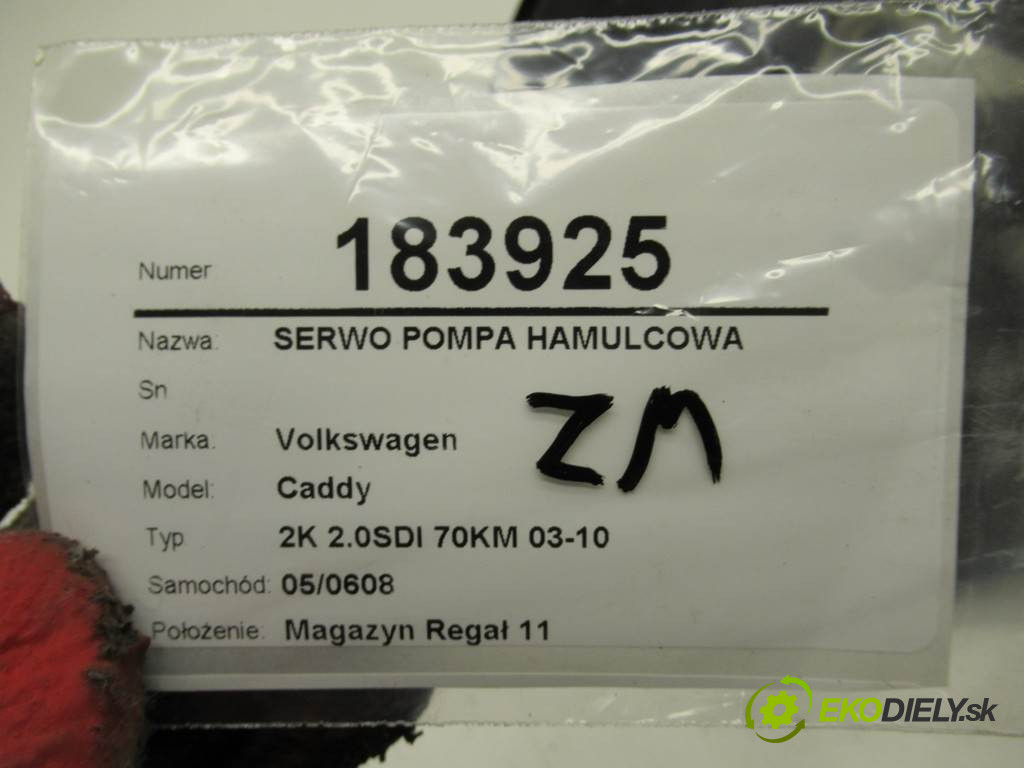 Numer 183925
Nazwa: SERWO POMPA HAMULCOWA
Sn
Marka: Volkswagen
ZM
Model: Caddy
Typ 2K 2.0SDI 70KM 03-10
Samochód: 05/0608
Położenie: Magazyn Regał 11
EKODIELY.sk